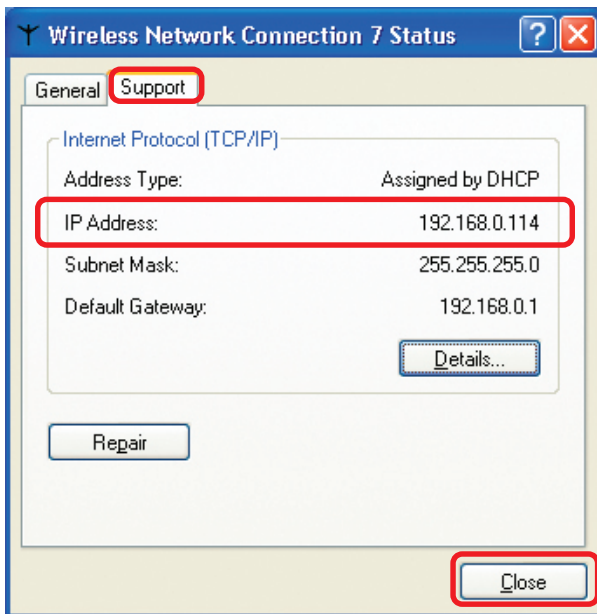 Wireless Network Connection 7 Status ?
General Support
Internet Protocol (TCP/IP)
Address Type: Assigned by DHCP
IP Address: 192.168.0.114
Subnet Mask: 255.255.255.0
Default Gateway: 192.168.0.1
Details...
Repair
Close